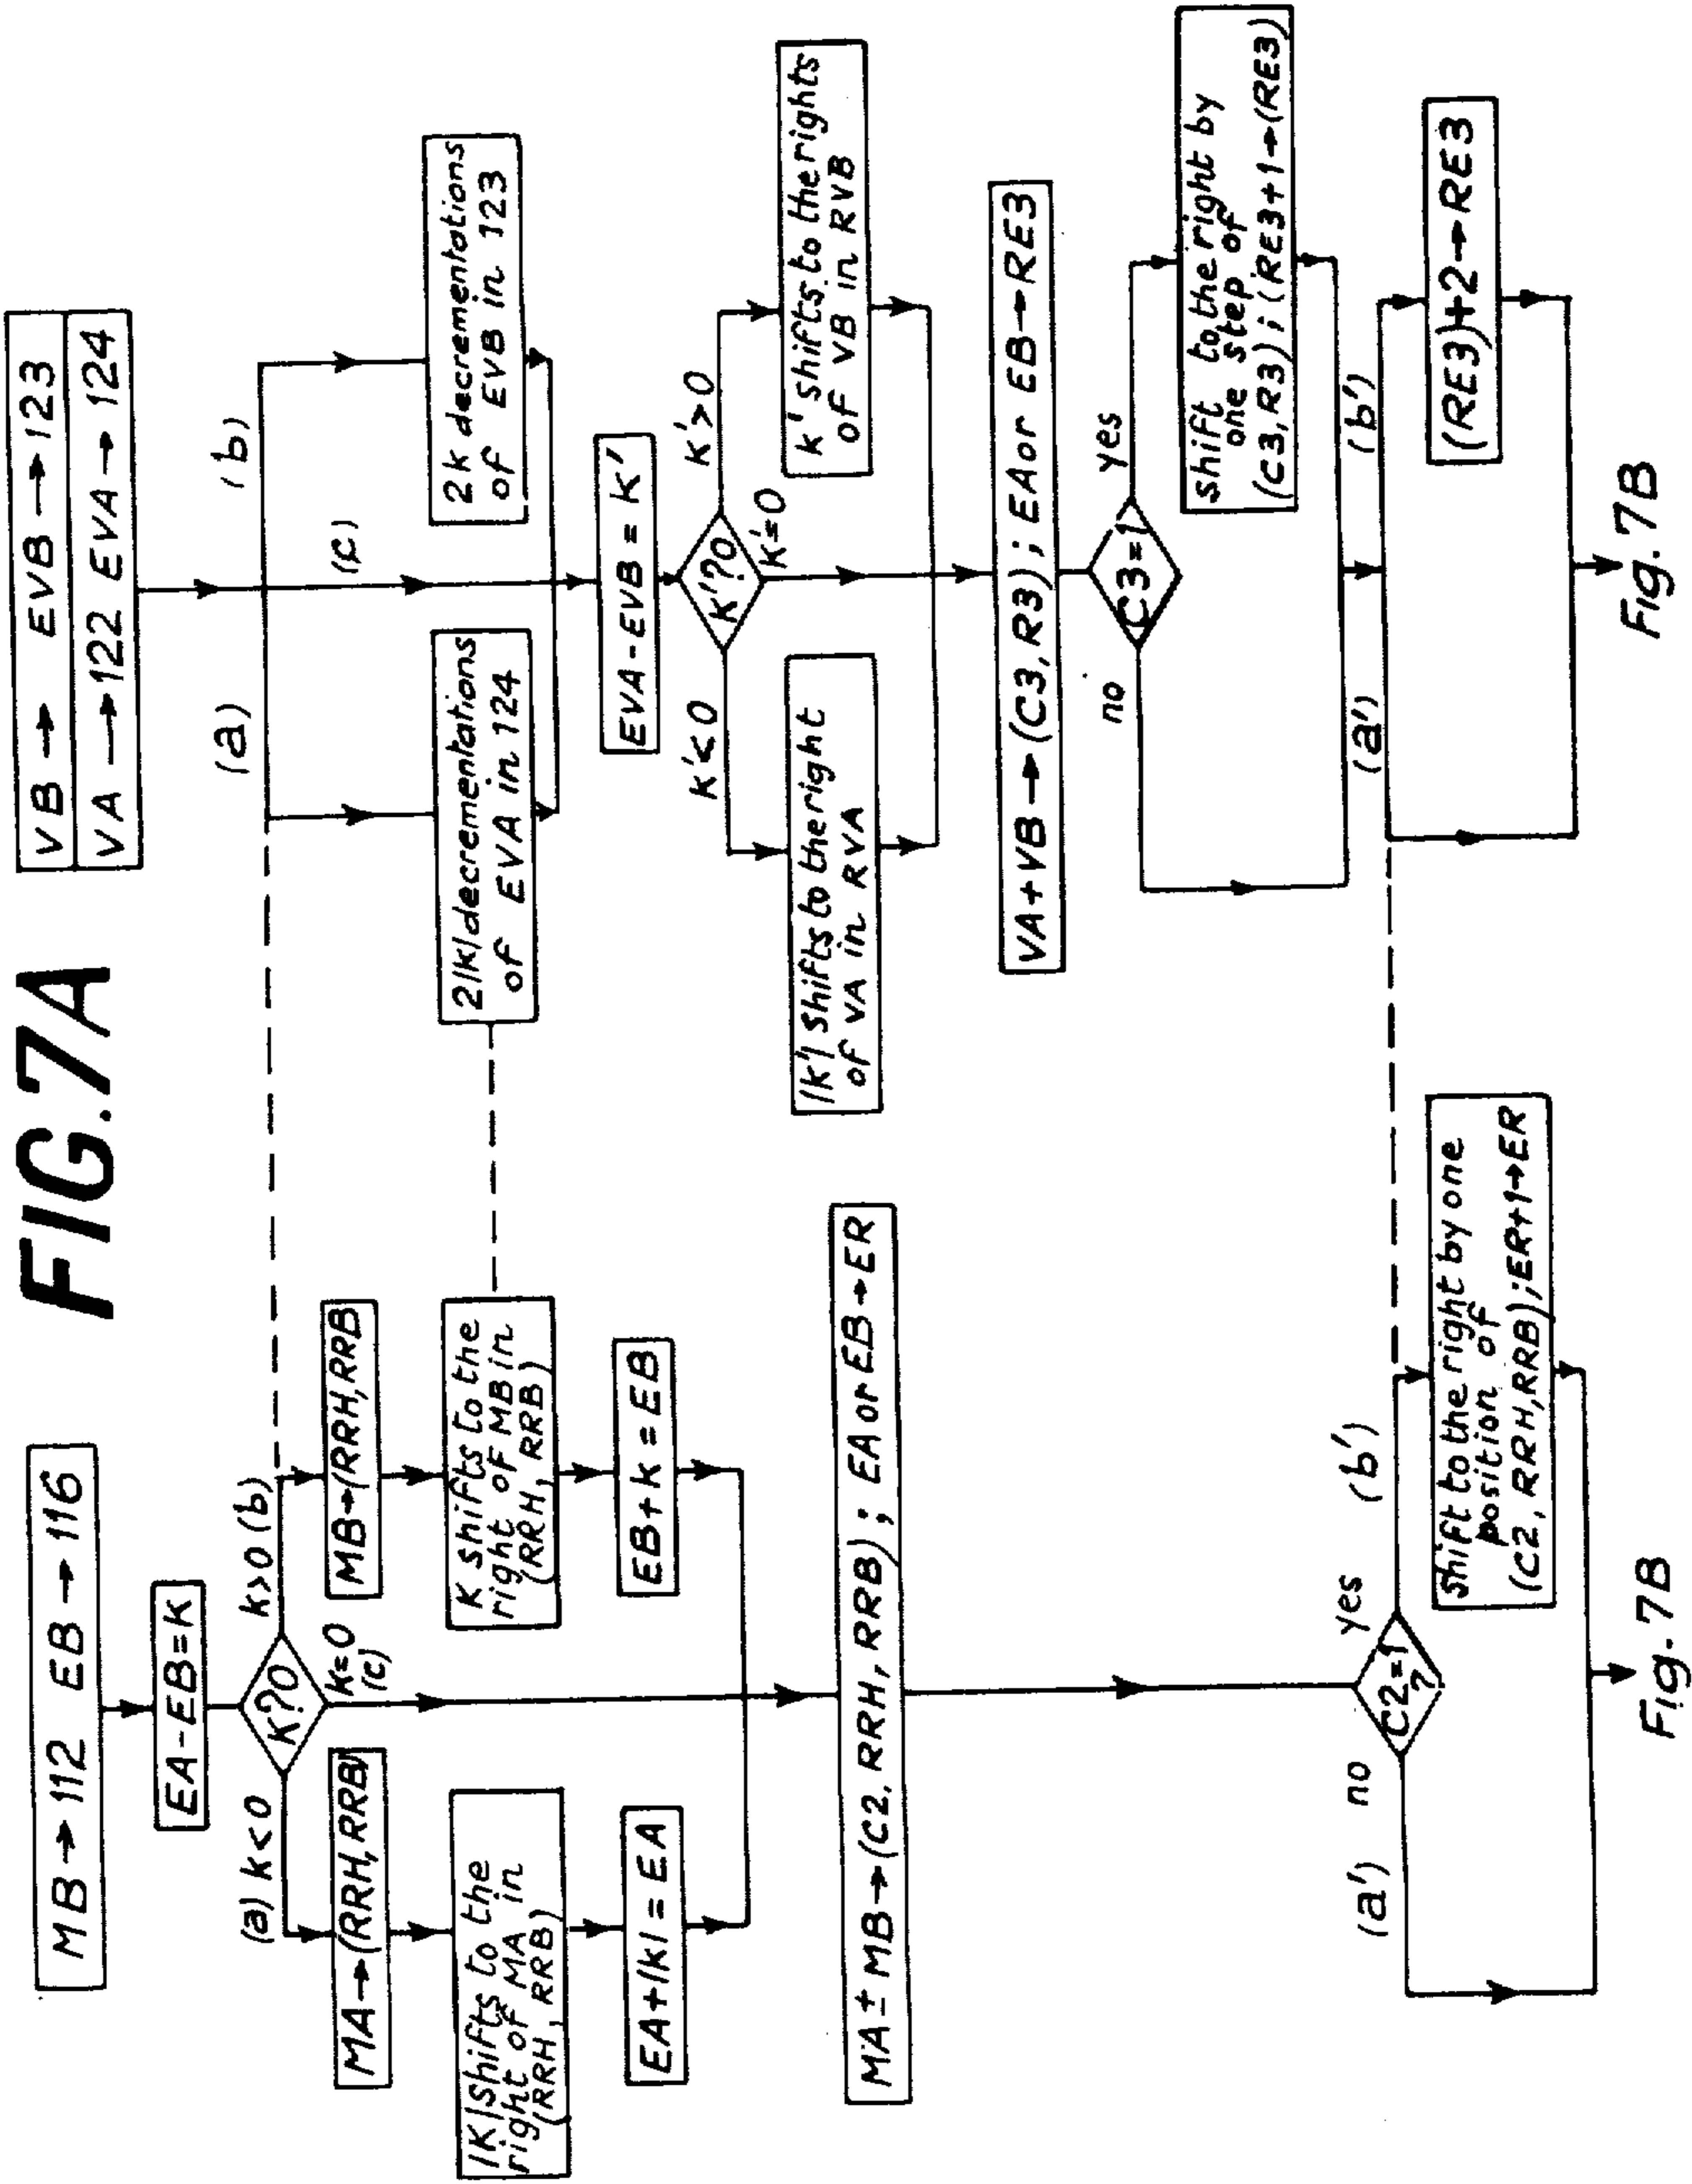 FIG.7A
MB → 112 EB → 116
EA-EB=K
K?0
(a) k<0
k>0 (b)
k=0
(c)
MA→(RRH,RRB)
MB→(RRH,RRB)
|K| shifts to the
right of MA in
(RRH, RRB)
K shifts to the
right of MB in
(RRH, RRB)
EA+|k| = EA
EB+k = EB
MA ± MB→(C2, RRH, RRB); EA or EB→ER
C2=1
?
(a') no
yes (b')
shift to the right by one
position of
(C2, RRH,RRB);ER+1→ER
Fig.7B
VB → EVB → 123
VA → 122 EVA → 124
(a)
(c)
(b)
2|k|decrementations
of EVA in 124
2k decrementations
of EVB in 123
EVA-EVB = k'
k'?0
k'<0
k'=0
k'>0
|k'| shifts to the right
of VA in RVA
k' shifts to the rights
of VB in RVB
VA+VB→(C3,R3); EA or EB→RE3
C3=1
no
yes
shift to the right by
one step of
(C3,R3);(RE3+1→(RE3)
(a')
(b')
(RE3)+2→RE3
Fig.7B